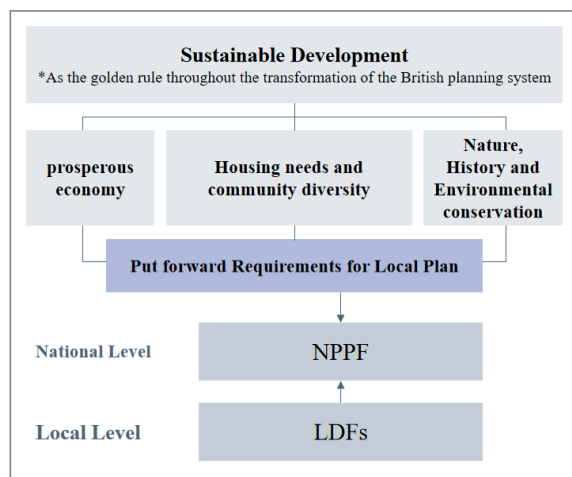 Sustainable Development
*As the golden rule throughout the transformation of the British planning system
prosperous
economy
Housing needs and
community diversity
Nature,
History and
Environmental
conservation
Put forward Requirements for Local Plan
National Level
NPPF
Local Level
LDFs